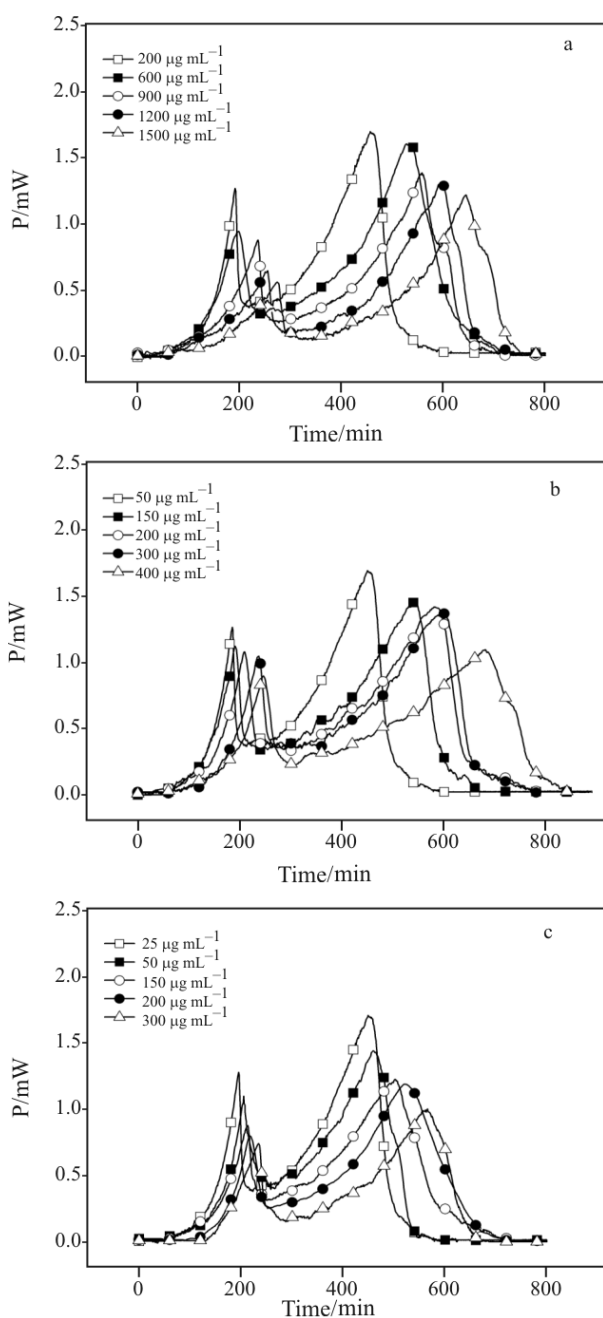 a
2.5
2.0
1.5
1.0
0.5
0.0
P/mW
200 µg mL⁻¹
600 µg mL⁻¹
900 µg mL⁻¹
1200 µg mL⁻¹
1500 µg mL⁻¹
0 200 400 600 800
Time/min
b
2.5
2.0
1.5
1.0
0.5
0.0
P/mW
50 µg mL⁻¹
150 µg mL⁻¹
200 µg mL⁻¹
300 µg mL⁻¹
400 µg mL⁻¹
0 200 400 600 800
Time/min
c
2.5
2.0
1.5
1.0
0.5
0.0
P/mW
25 µg mL⁻¹
50 µg mL⁻¹
150 µg mL⁻¹
200 µg mL⁻¹
300 µg mL⁻¹
0 200 400 600 800
Time/min